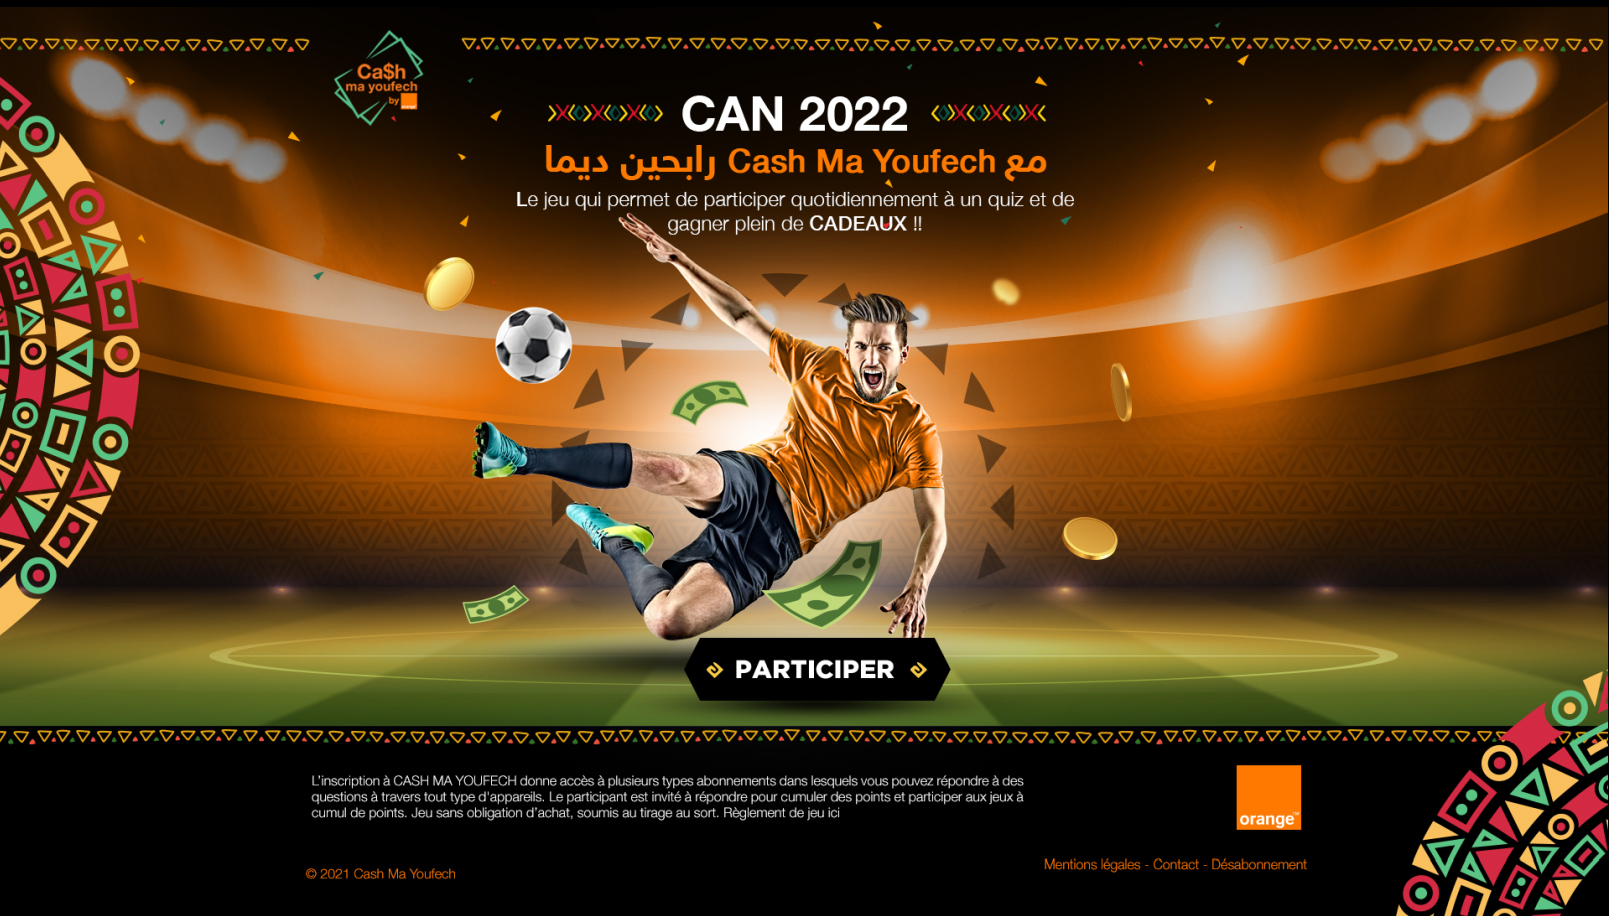 Ca$h
ma youfech
by orange
CAN 2022
مع Cash Ma Youfech رابحين ديما
Le jeu qui permet de participer quotidiennement à un quiz et de
gagner plein de CADEAUX !!
PARTICIPER
L'inscription à CASH MA YOUFECH donne accès à plusieurs types abonnements dans lesquels vous pouvez répondre à des
questions à travers tout type d'appareils. Le participant est invité à répondre pour cumuler des points et participer aux jeux à
cumul de points. Jeu sans obligation d'achat, soumis au tirage au sort. Règlement de jeu ici
orange™
Mentions légales - Contact - Désabonnement
© 2021 Cash Ma Youfech